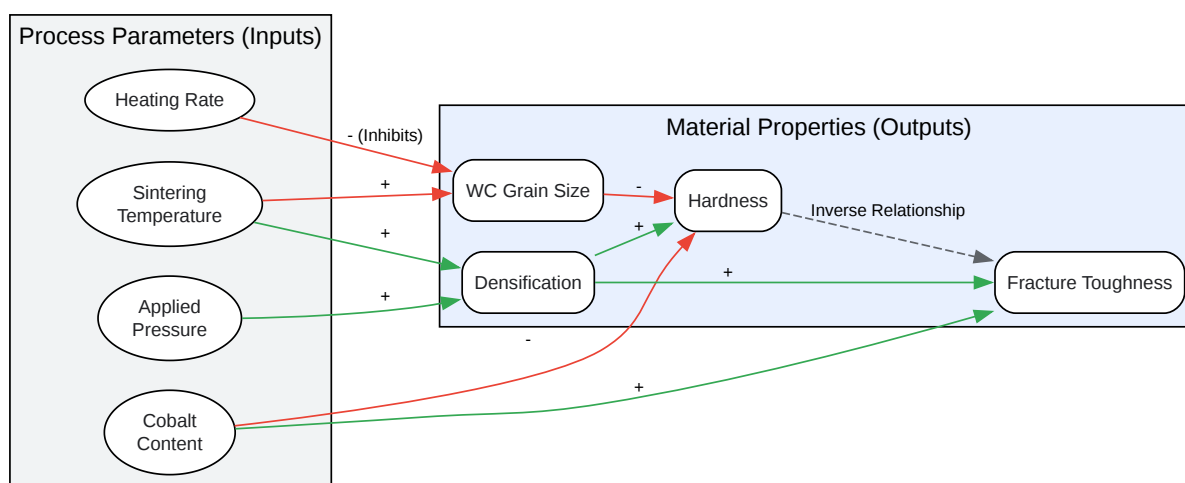 Process Parameters (Inputs)
Heating Rate
Sintering
Temperature
Applied
Pressure
Cobalt
Content
- (Inhibits)
+
+
+
-
+
Material Properties (Outputs)
WC Grain Size
-
Hardness
Inverse Relationship
Densification
+
+
Fracture Toughness